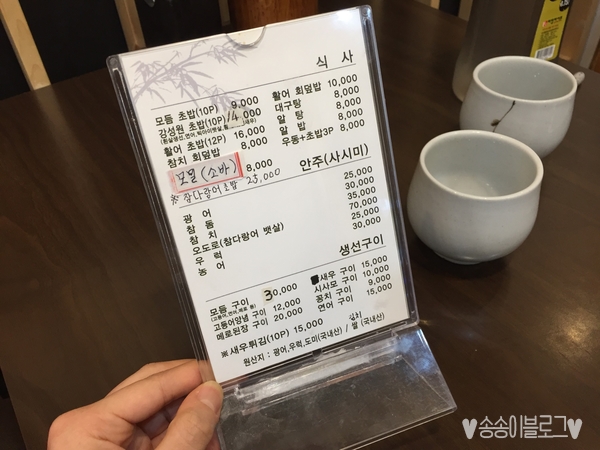 식 사
모듬 초밥(10P) 9,000
강성원 초밥(10P) 14,000
활어 초밥(12P) 16,000
참치 회덮밥 8,000
모밀 (소바) 8,000
※ 참다랑어초밥 25,000
활어 회덮밥 10,000
대구탕 8,000
알 탕 8,000
알 밥 8,000
우동+초밥3P 8,000
안주(사시미)
광 어 25,000
참 돔 30,000
참 치 35,000
오도로(참다랑어 뱃살) 70,000
우 럭 25,000
농 어 30,000
생선구이
모듬 구이 30,000
고등어양념 구이 12,000
메로된장 구이 20,000
새우 구이 15,000
시사모 구이 10,000
꽁치 구이 9,000
연어 구이 15,000
※ 새우튀김(10P) 15,000
원산지 : 광어,우럭,도미(국내산) / 쌀 (국내산)
김치
♥송송이블로그♥